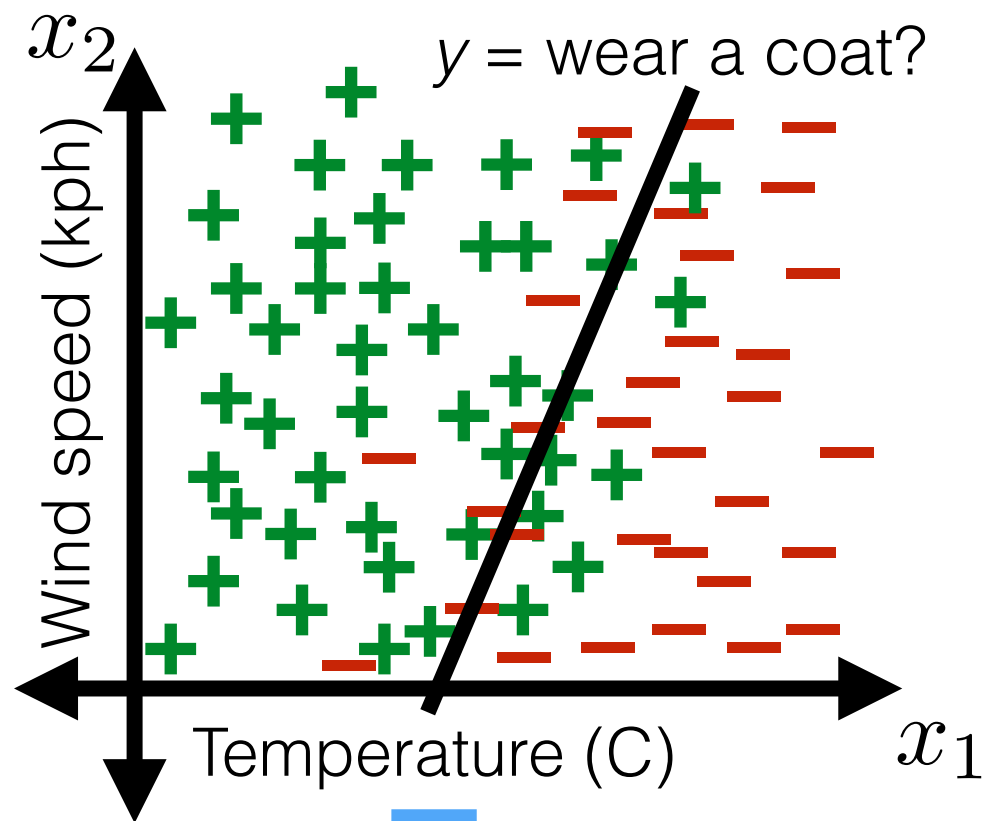 x₂
y = wear a coat?
Wind speed (kph)
Temperature (C)
x₁